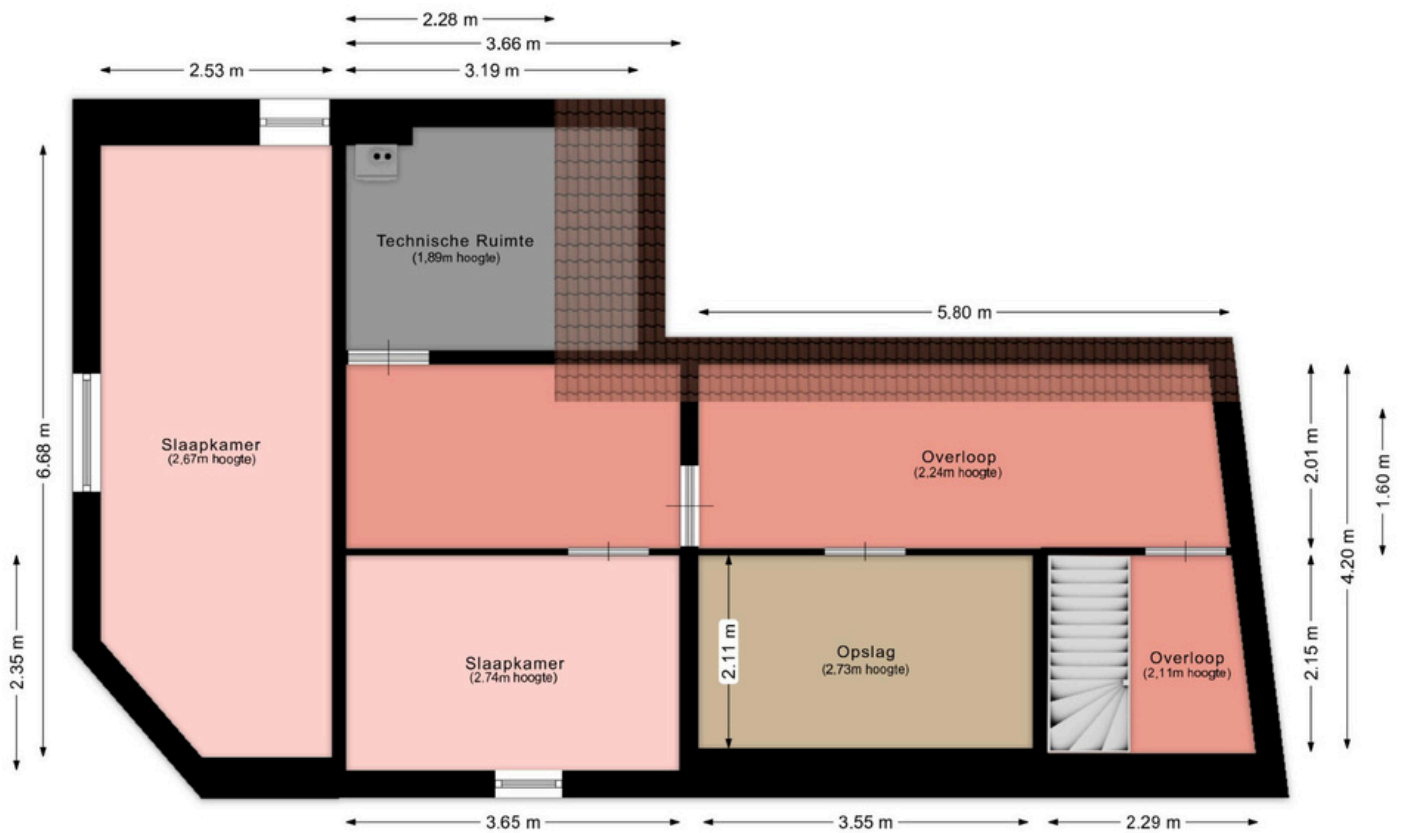 2.28 m
3.66 m
2.53 m
3.19 m
Technische Ruimte
(1,89m hoogte)
5.80 m
6.68 m
Slaapkamer
(2,67m hoogte)
Overloop
(2.24m hoogte)
2.01 m
1.60 m
4.20 m
2.35 m
Slaapkamer
(2.74m hoogte)
2.11 m
Opslag
(2,73m hoogte)
Overloop
(2,11m hoogte)
2.15 m
3.65 m
3.55 m
2.29 m